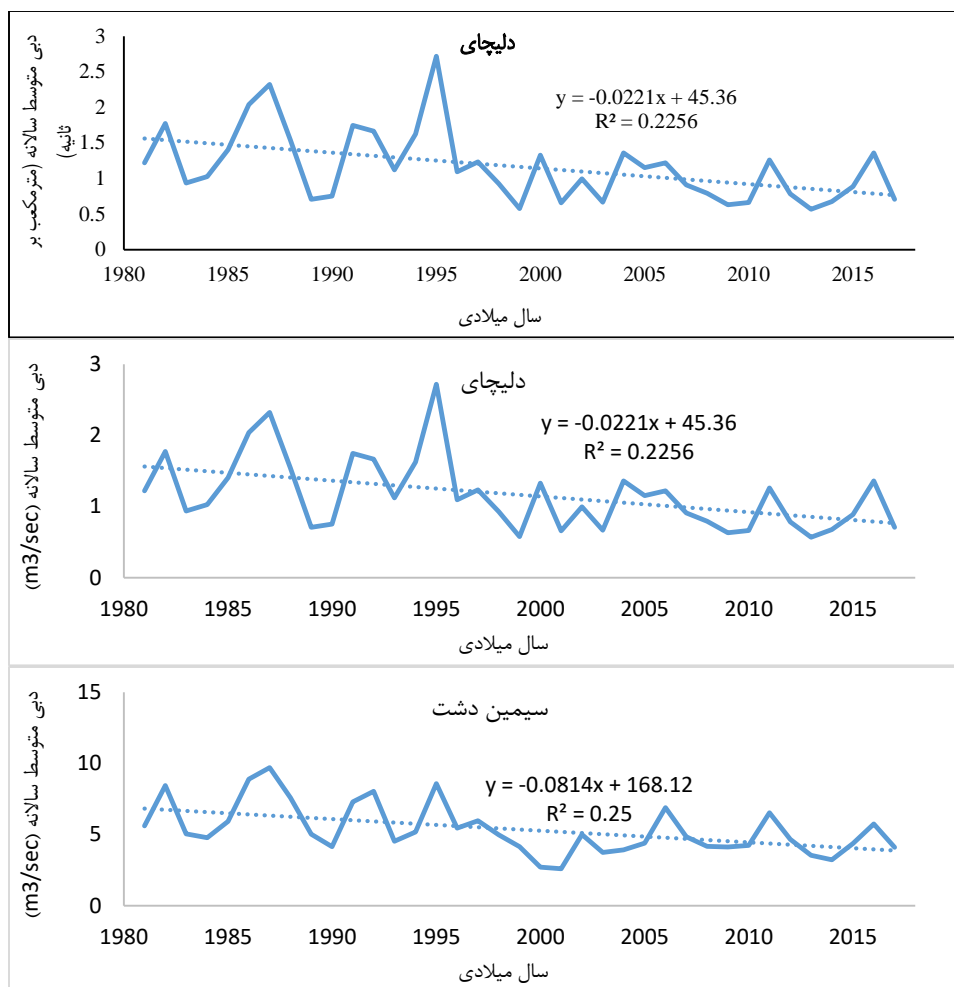 دلیچای
دبی متوسط سالانه (مترمکعب بر
ثانیه)
y = -0.0221x + 45.36
R² = 0.2256
3
2.5
2
1.5
1
0.5
0
1980 1985 1990 1995 2000 2005 2010 2015
سال میلادی
دلیچای
دبی متوسط سالانه (m3/sec)
y = -0.0221x + 45.36
R² = 0.2256
3
2
1
0
1980 1985 1990 1995 2000 2005 2010 2015
سال میلادی
سیمین دشت
دبی متوسط سالانه (m3/sec)
y = -0.0814x + 168.12
R² = 0.25
15
10
5
0
1980 1985 1990 1995 2000 2005 2010 2015
سال میلادی